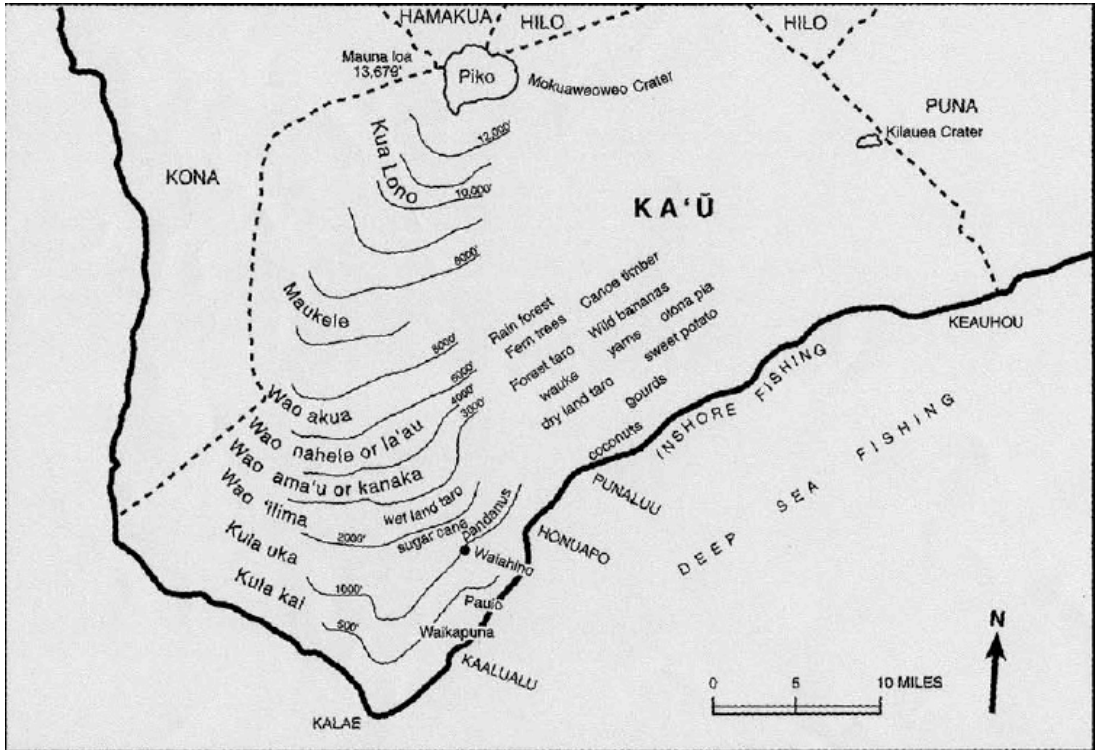 HAMAKUA
HILO
HILO
Mauna loa
13,679'
Piko
Mokuaweoweo Crater
PUNA
Kilauea Crater
12,000'
Kua Lono
KONA
10,000'
KA‘Ū
8000'
Maukele
Rain forest
Canoe timber
Fern trees
Wild bananas
Forest taro
yams
olona pia
wauke
sweet potato
dry land taro
gourds
coconuts
KEAUHOU
INSHORE FISHING
DEEP SEA FISHING
5000'
4000'
3000'
Wao akua
Wao nahele or la‘au
Wao ama‘u or kanaka
Wao ‘ilima
wet land taro
2000'
sugar cane
pandanus
PUNALUU
HONUAPO
Kula uka
Waiahino
Kula kai
1000'
Pauio
500'
Waikapuna
KAALUALU
KALAE
N
0 5 10 MILES